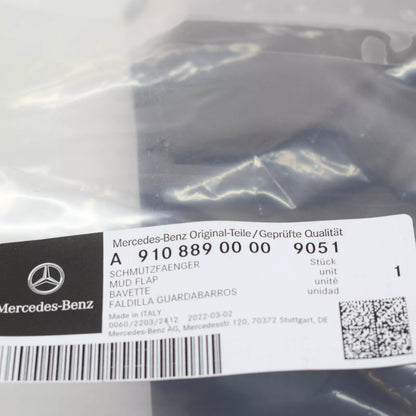 Mercedes-Benz
Mercedes-Benz Original-Teile/Geprüfte Qualität
A 910 889 00 00 9051
SCHMUTZFAENGER Stück
MUD FLAP unit 1
BAVETTE unité
FALDILLA GUARDABARROS unidad
Made in ITALY
0060/2203/2412 2022-03-02
Mercedes-Benz AG, Mercedesstr.120, 70372 Stuttgart, DE